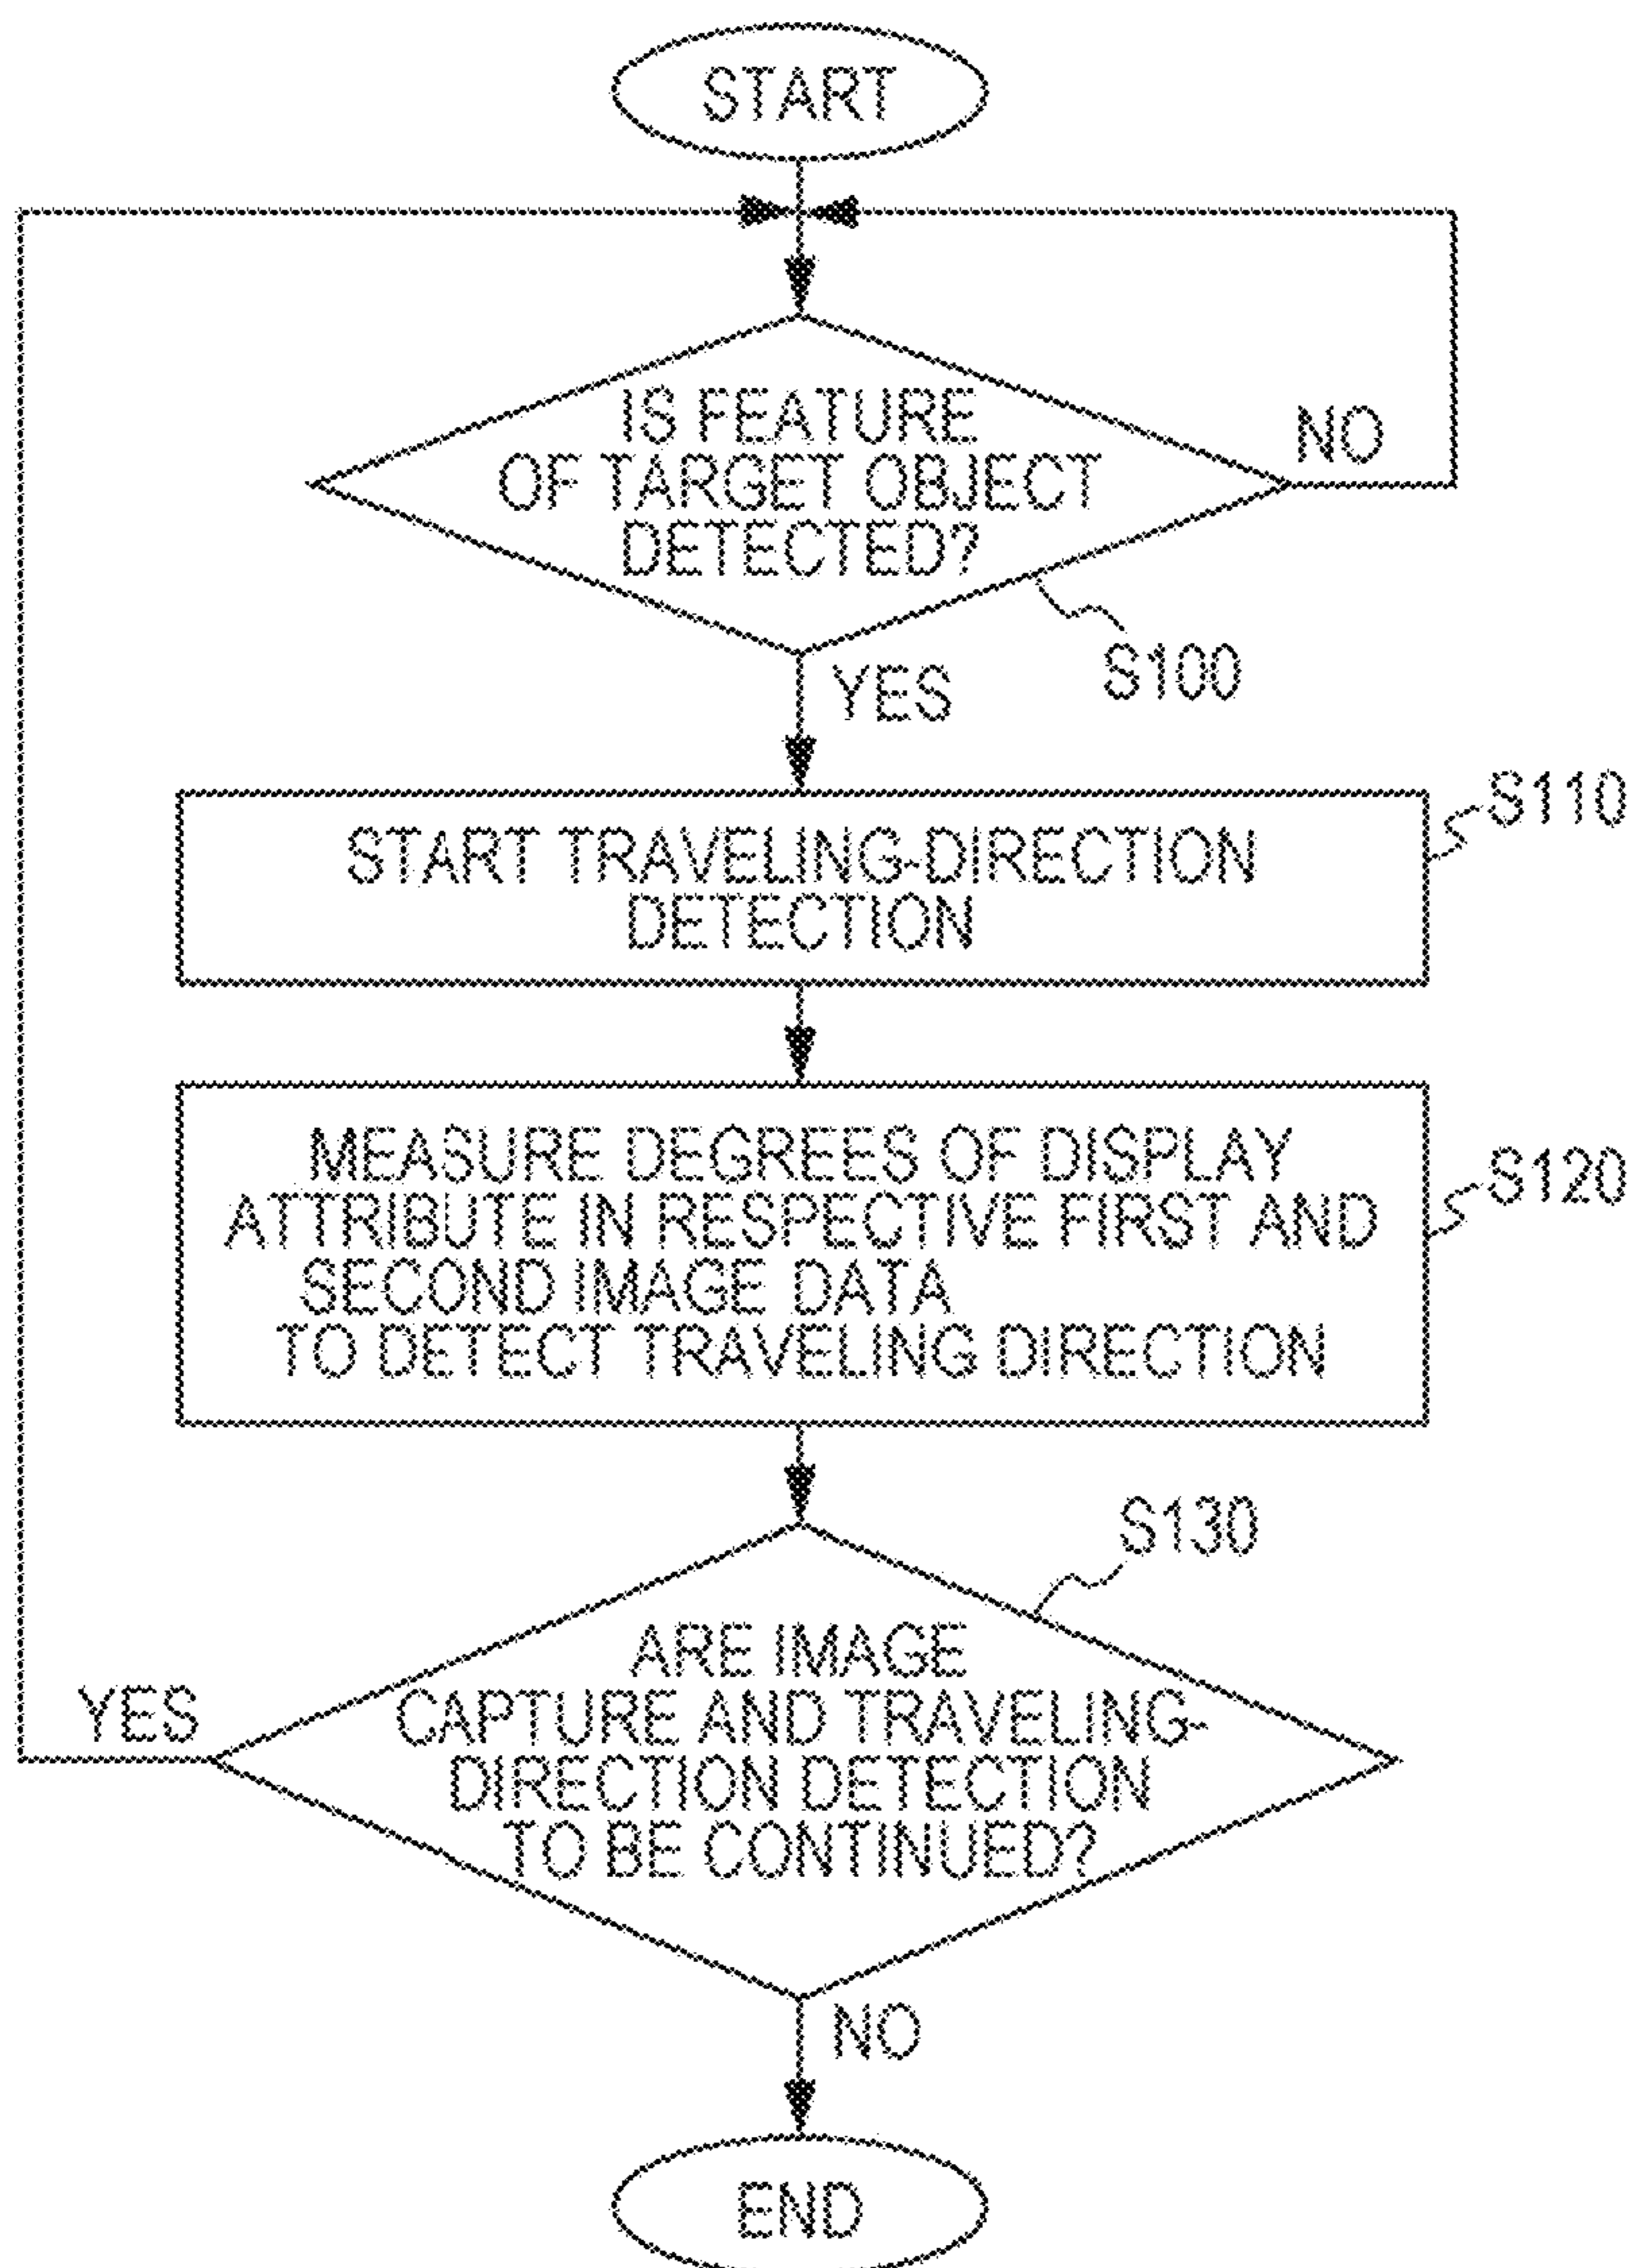 START
IS FEATURE
OF TARGET OBJECT
DETECTED?
NO
S100
YES
S110
START TRAVELING-DIRECTION
DETECTION
MEASURE DEGREES OF DISPLAY
ATTRIBUTE IN RESPECTIVE FIRST AND
SECOND IMAGE DATA
TO DETECT TRAVELING DIRECTION
S120
S130
ARE IMAGE
CAPTURE AND TRAVELING-
DIRECTION DETECTION
TO BE CONTINUED?
YES
NO
END